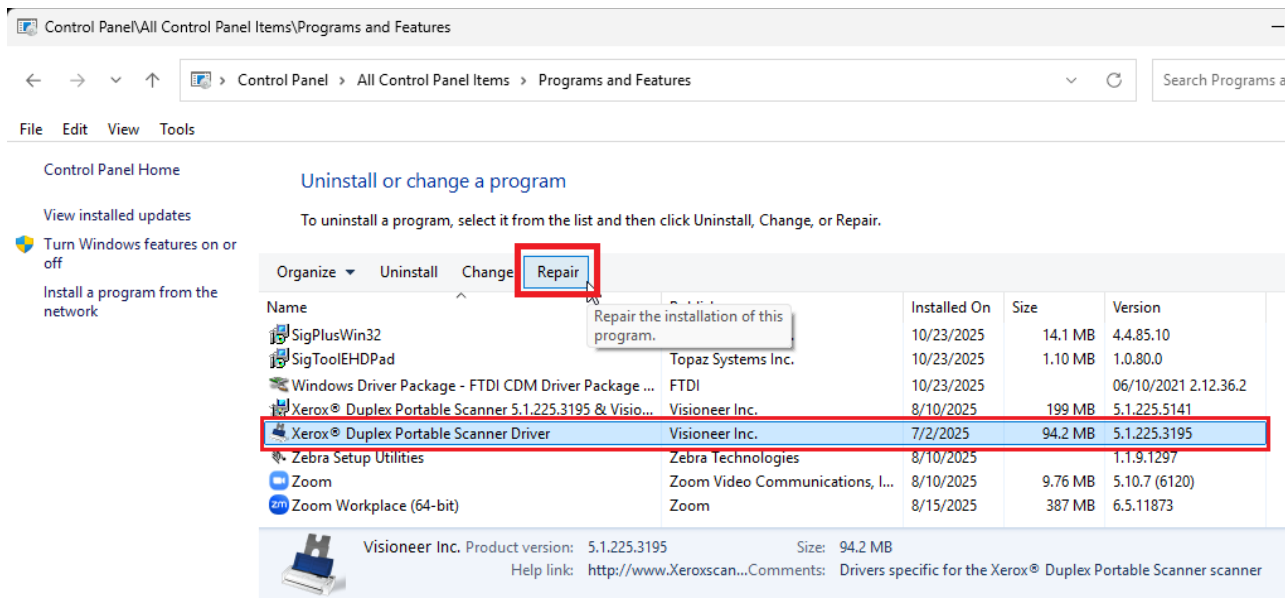 Control Panel\All Control Panel Items\Programs and Features
Control Panel > All Control Panel Items > Programs and Features
Search Programs a
File Edit View Tools
Control Panel Home
View installed updates
Turn Windows features on or
off
Install a program from the
network
Uninstall or change a program
To uninstall a program, select it from the list and then click Uninstall, Change, or Repair.
Organize Uninstall Change Repair
Name Installed On Size Version
Repair the installation of this
program.
SigPlusWin32 10/23/2025 14.1 MB 4.4.85.10
SigToolEHDPad Topaz Systems Inc. 10/23/2025 1.10 MB 1.0.80.0
Windows Driver Package - FTDI CDM Driver Package ... FTDI 10/23/2025 06/10/2021 2.12.36.2
Xerox® Duplex Portable Scanner 5.1.225.3195 & Visio... Visioneer Inc. 8/10/2025 199 MB 5.1.225.5141
Xerox® Duplex Portable Scanner Driver Visioneer Inc. 7/2/2025 94.2 MB 5.1.225.3195
Zebra Setup Utilities Zebra Technologies 8/10/2025 1.1.9.1297
Zoom Zoom Video Communications, I... 8/10/2025 9.76 MB 5.10.7 (6120)
zm Zoom Workplace (64-bit) Zoom 8/15/2025 387 MB 6.5.11873
Visioneer Inc. Product version: 5.1.225.3195 Size: 94.2 MB
Help link: http://www.Xeroxscan... Comments: Drivers specific for the Xerox® Duplex Portable Scanner scanner